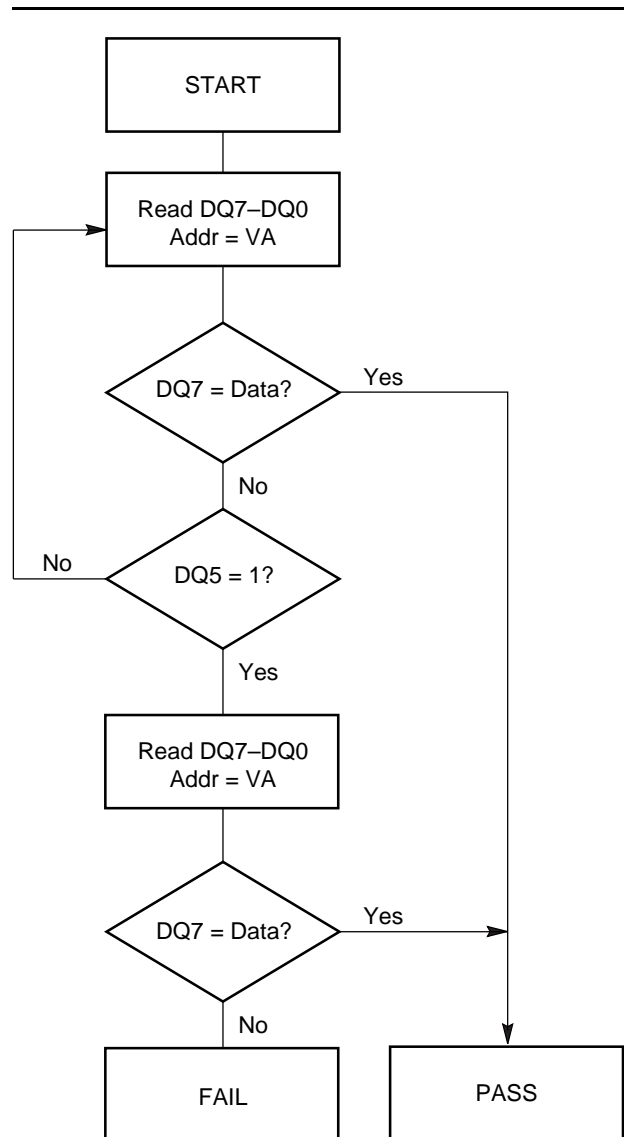 START
Read DQ7–DQ0
Addr = VA
DQ7 = Data?
Yes
No
No
DQ5 = 1?
Yes
Read DQ7–DQ0
Addr = VA
DQ7 = Data?
Yes
No
FAIL
PASS